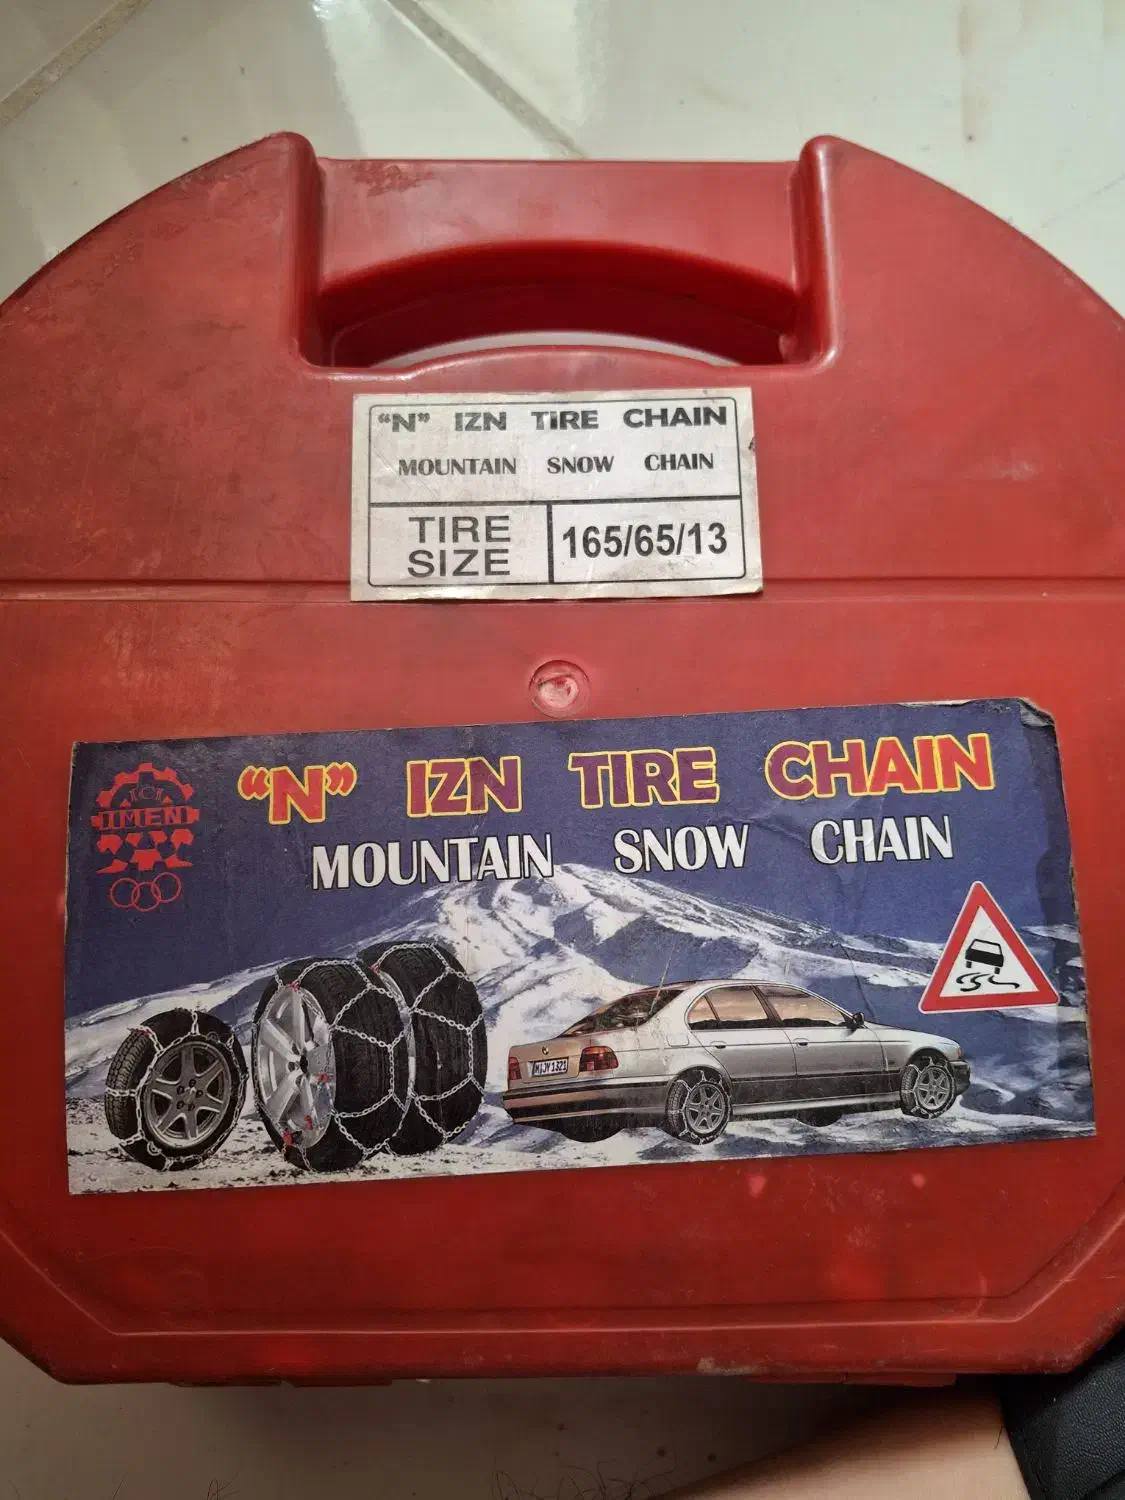 “N” IZN TIRE CHAIN
MOUNTAIN SNOW CHAIN
TIRE SIZE
165/65/13
IMEN
“N” IZN TIRE CHAIN
MOUNTAIN SNOW CHAIN